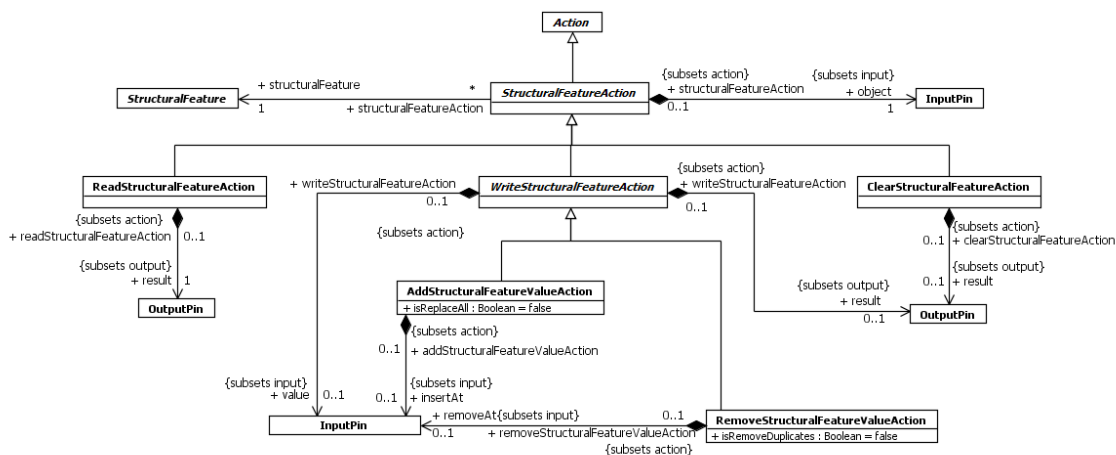 Action
+ structuralFeature
*
{subsets action}
+ structuralFeatureAction
{subsets input}
+ object
StructuralFeature
StructuralFeatureAction
InputPin
1
+ structuralFeatureAction
0..1
1
{subsets action}
ReadStructuralFeatureAction
+ writeStructuralFeatureAction
WriteStructuralFeatureAction
+ writeStructuralFeatureAction
ClearStructuralFeatureAction
0..1
0..1
{subsets action}
+ readStructuralFeatureAction
0..1
{subsets action}
{subsets action}
0..1
+ clearStructuralFeatureAction
{subsets output}
+ result
1
OutputPin
AddStructuralFeatureValueAction
+ isReplaceAll : Boolean = false
{subsets output}
+ result
0..1
{subsets output}
0..1
+ result
OutputPin
{subsets action}
0..1
+ addStructuralFeatureValueAction
{subsets input}
+ value
0..1
{subsets input}
0..1
+ insertAt
InputPin
+ removeAt{subsets input}
0..1
0..1
+ removeStructuralFeatureValueAction
{subsets action}
RemoveStructuralFeatureValueAction
+ isRemoveDuplicates : Boolean = false